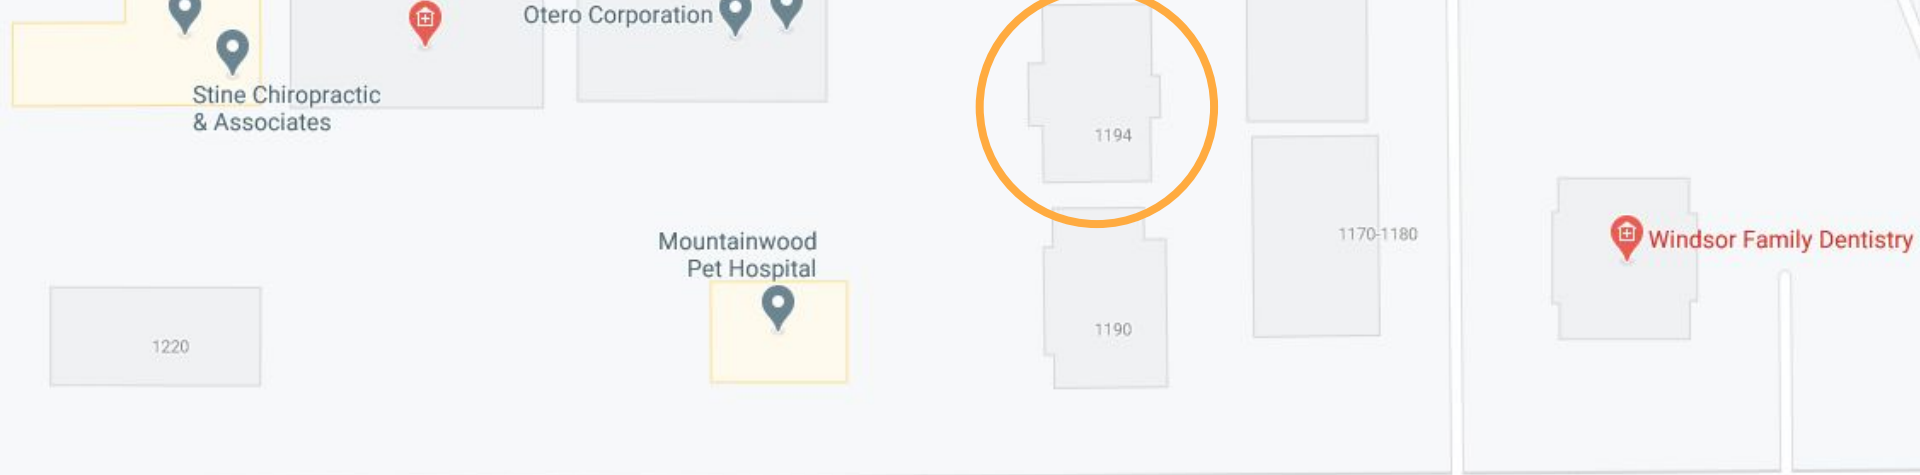 Otero Corporation
Stine Chiropractic
& Associates
1194
Mountainwood
Pet Hospital
1170-1180
Windsor Family Dentistry
1190
1220